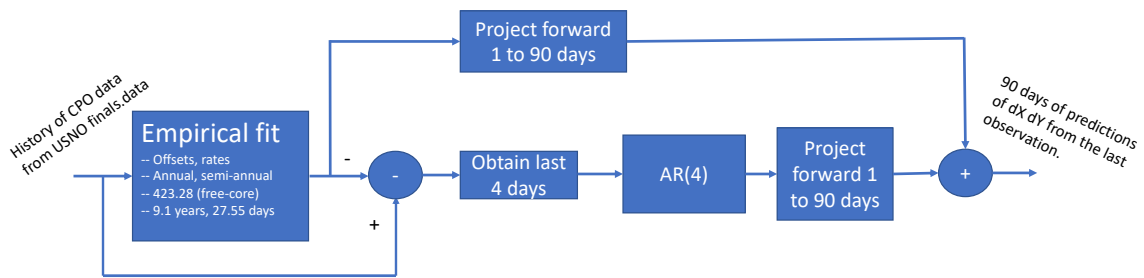 History of CPO data
from USNO finals.data
Empirical fit
-- Offsets, rates
-- Annual, semi-annual
-- 423.28 (free-core)
-- 9.1 years, 27.55 days
Project forward
1 to 90 days
-
-
+
Obtain last
4 days
AR(4)
Project
forward 1
to 90 days
+
90 days of predictions
of dX dY from the last
observation.